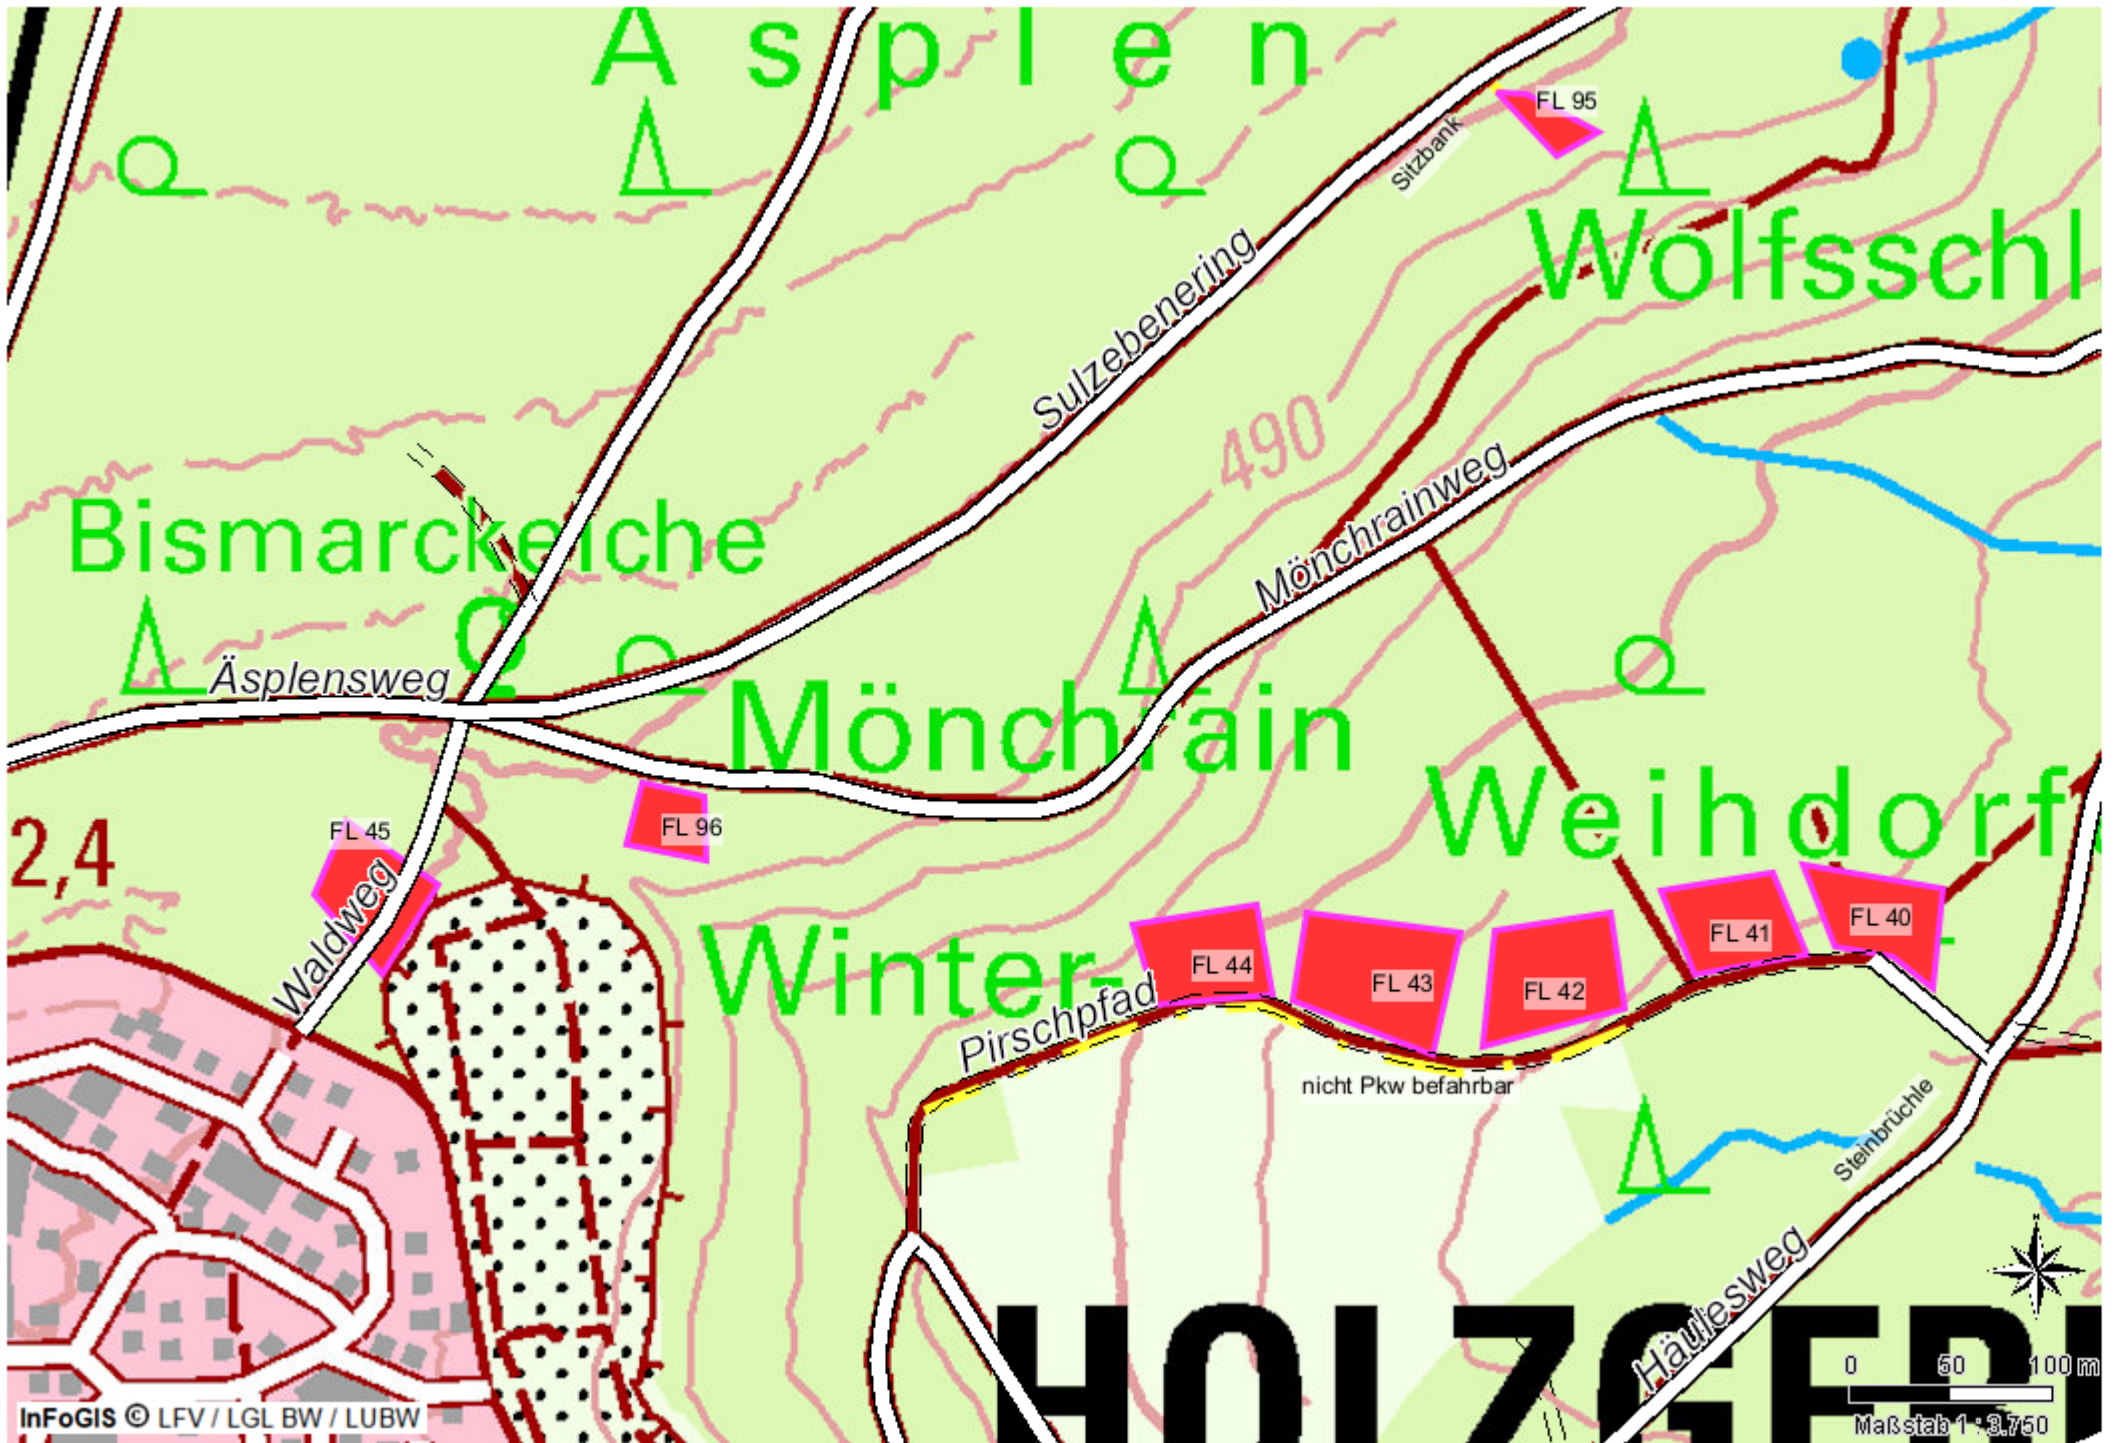 Asplen
FL 95
Sitzbank
Wolfsschl
Sulzebenering
490
Bismarckeiche
Mönchrainweg
Äsplensweg
Mönchrain
Weihdorf
2,4
FL 45
FL 96
Waldweg
Winter-
FL 44
FL 43
FL 42
FL 41
FL 40
Pirschpfad
nicht Pkw befahrbar
Steinbrüchle
Häulesweg
HOLZGER
0 50 100 m
Maßstab 1 : 3.750
InFoGIS © LFV / LGL BW / LUBW